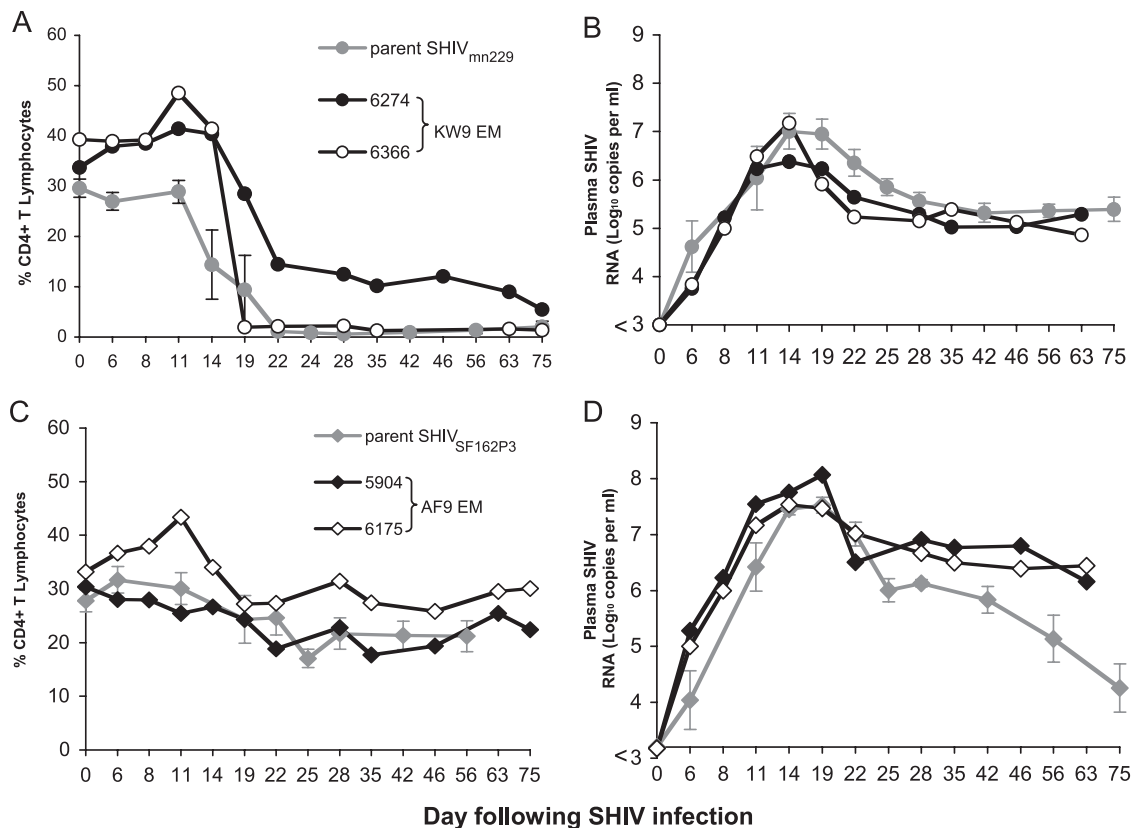 A
parent SHIVmn229
6274
6366
KW9 EM
% CD4+ T Lymphocytes
60
50
40
30
20
10
0
0 6 8 11 14 19 22 24 28 35 42 56 63 75
B
Plasma SHIV
RNA (Log10 copies per ml)
9
8
7
6
5
4
<3
0 6 8 11 14 19 22 25 28 35 42 46 56 63 75
C
parent SHIVSF162P3
5904
6175
AF9 EM
% CD4+ T Lymphocytes
60
50
40
30
20
10
0
0 6 8 11 14 19 22 25 28 35 42 46 56 63 75
D
Plasma SHIV
RNA (Log10 copies per ml)
9
8
7
6
5
4
<3
0 6 8 11 14 19 22 25 28 35 42 46 56 63 75
Day following SHIV infection